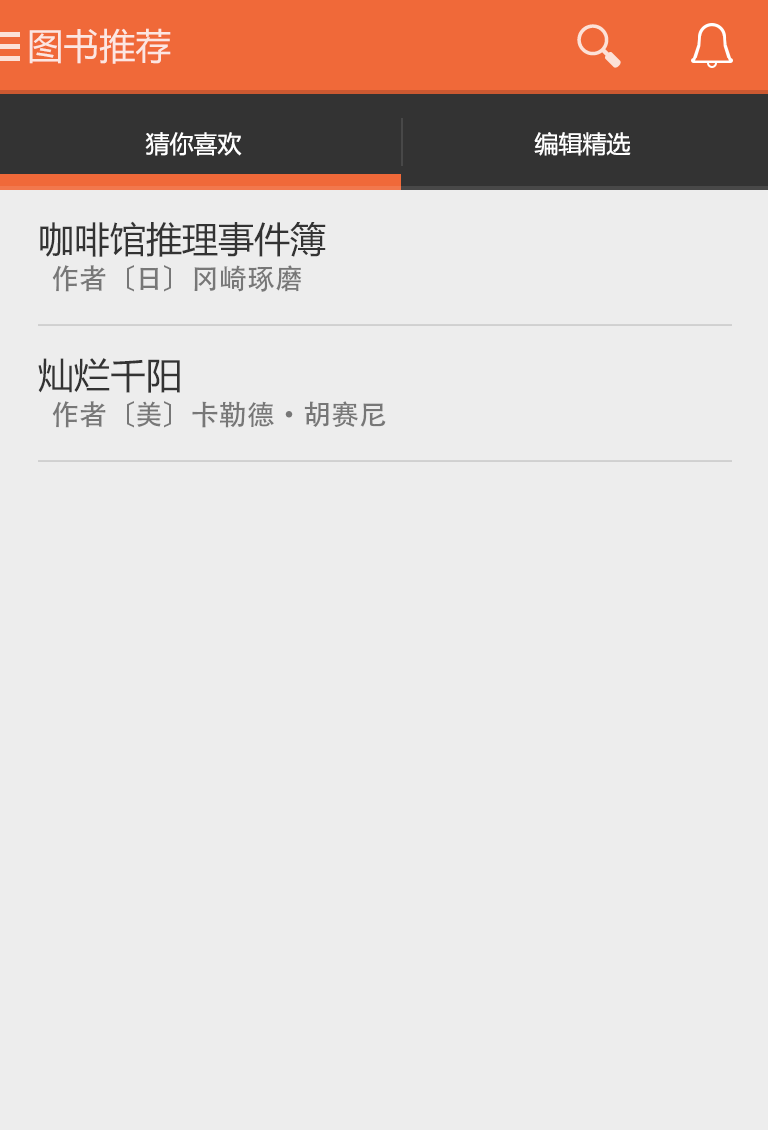 图书推荐
猜你喜欢
编辑精选
咖啡馆推理事件簿
作者〔日〕冈崎琢磨
灿烂千阳
作者〔美〕卡勒德·胡赛尼